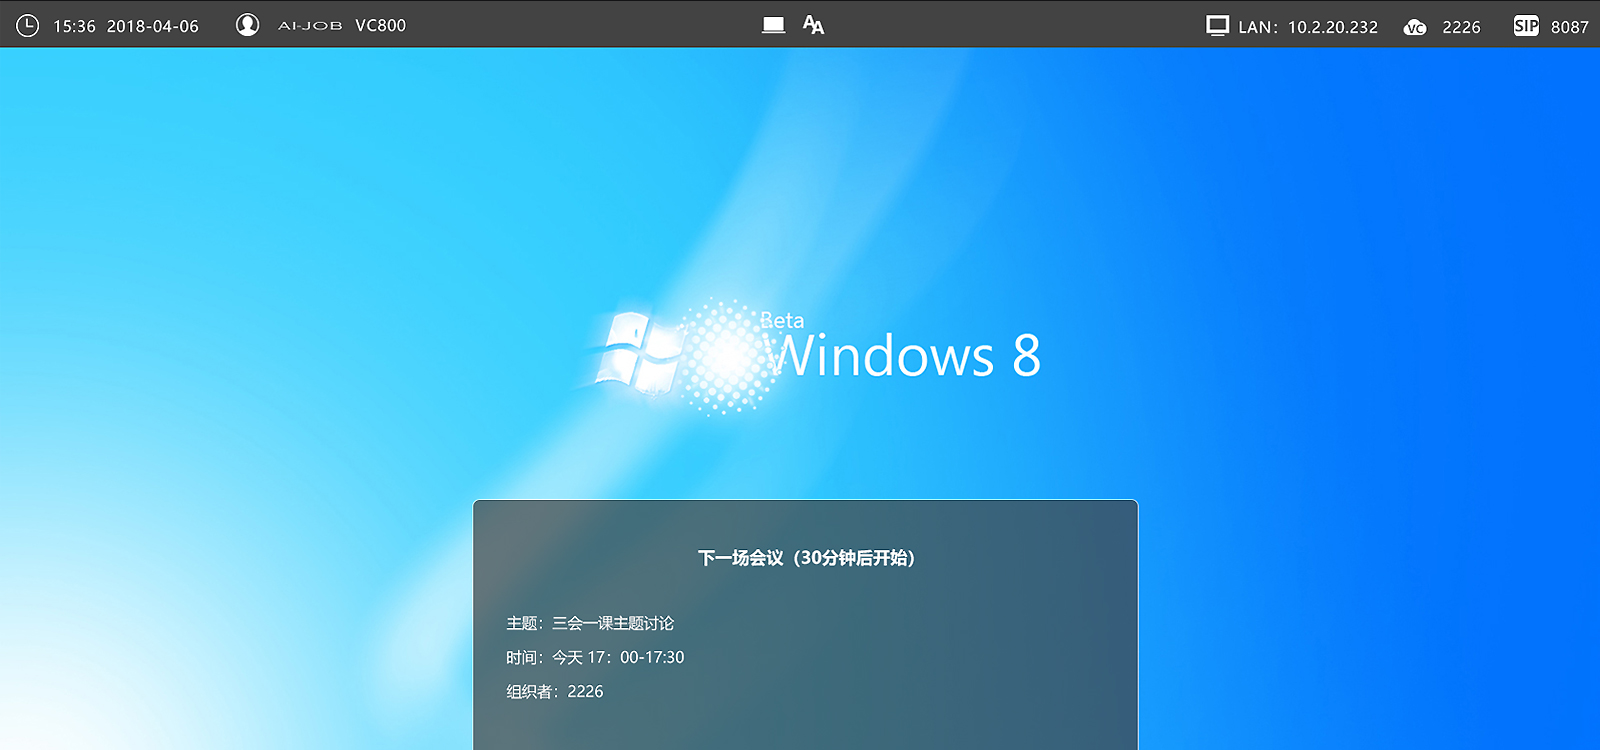 15:36 2018-04-06 AI-JOB VC800 AA LAN：10.2.20.232 VC 2226 SIP 8087
Beta
Windows 8
下一场会议（30分钟后开始）
主题：三会一课主题讨论
时间：今天 17：00-17:30
组织者：2226